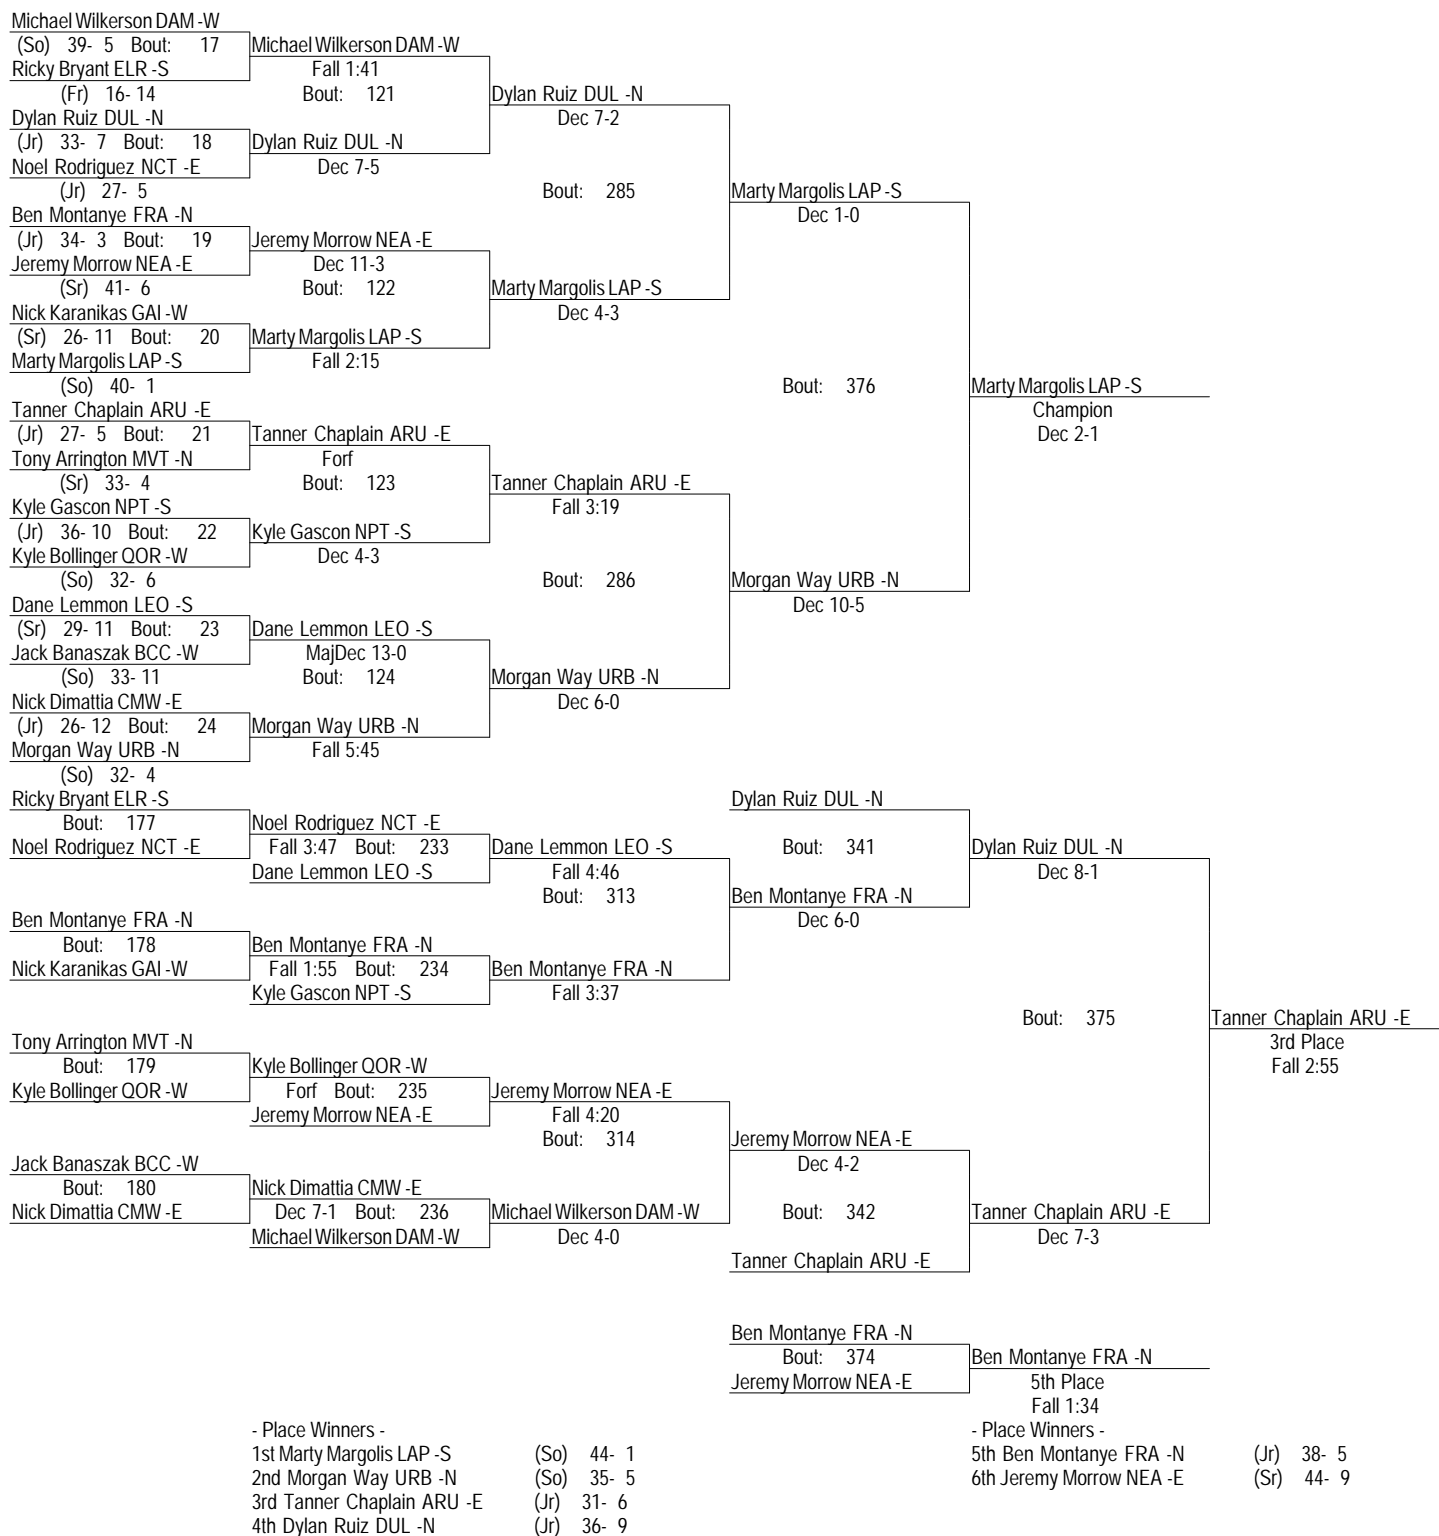 Michael Wilkerson DAM -W
(So) 39- 5 Bout: 17 Michael Wilkerson DAM -W
Ricky Bryant ELR -S Fall 1:41
(Fr) 16- 14 Bout: 121 Dylan Ruiz DUL -N
Dylan Ruiz DUL -N Dec 7-2
(Jr) 33- 7 Bout: 18 Dylan Ruiz DUL -N
Noel Rodriguez NCT -E Dec 7-5
(Jr) 27- 5 Bout: 285 Marty Margolis LAP -S
Ben Montanye FRA -N Dec 1-0
(Jr) 34- 3 Bout: 19 Jeremy Morrow NEA -E
Jeremy Morrow NEA -E Dec 11-3
(Sr) 41- 6 Bout: 122 Marty Margolis LAP -S
Nick Karanikas GAI -W Dec 4-3
(Sr) 26- 11 Bout: 20 Marty Margolis LAP -S
Marty Margolis LAP -S Fall 2:15
(So) 40- 1 Bout: 376 Marty Margolis LAP -S
Tanner Chaplain ARU -E Champion
(Jr) 27- 5 Bout: 21 Tanner Chaplain ARU -E Dec 2-1
Tony Arrington MVT -N Forf
(Sr) 33- 4 Bout: 123 Tanner Chaplain ARU -E
Kyle Gascon NPT -S Fall 3:19
(Jr) 36- 10 Bout: 22 Kyle Gascon NPT -S
Kyle Bollinger QOR -W Dec 4-3
(So) 32- 6 Bout: 286 Morgan Way URB -N
Dane Lemmon LEO -S Dec 10-5
(Sr) 29- 11 Bout: 23 Dane Lemmon LEO -S
Jack Banaszak BCC -W MajDec 13-0
(So) 33- 11 Bout: 124 Morgan Way URB -N
Nick Dimattia CMW -E Dec 6-0
(Jr) 26- 12 Bout: 24 Morgan Way URB -N
Morgan Way URB -N Fall 5:45
(So) 32- 4
Ricky Bryant ELR -S Dylan Ruiz DUL -N
Bout: 177 Noel Rodriguez NCT -E
Noel Rodriguez NCT -E Fall 3:47 Bout: 233 Dane Lemmon LEO -S Bout: 341 Dylan Ruiz DUL -N
Dane Lemmon LEO -S Fall 4:46 Dec 8-1
Bout: 313 Ben Montanye FRA -N
Ben Montanye FRA -N Dec 6-0
Bout: 178 Ben Montanye FRA -N
Nick Karanikas GAI -W Fall 1:55 Bout: 234 Ben Montanye FRA -N
Kyle Gascon NPT -S Fall 3:37
Bout: 375 Tanner Chaplain ARU -E
Tony Arrington MVT -N 3rd Place
Bout: 179 Kyle Bollinger QOR -W Fall 2:55
Kyle Bollinger QOR -W Forf Bout: 235 Jeremy Morrow NEA -E
Jeremy Morrow NEA -E Fall 4:20
Bout: 314 Jeremy Morrow NEA -E
Jack Banaszak BCC -W Dec 4-2
Bout: 180 Nick Dimattia CMW -E
Nick Dimattia CMW -E Dec 7-1 Bout: 236 Michael Wilkerson DAM -W Bout: 342 Tanner Chaplain ARU -E
Michael Wilkerson DAM -W Dec 4-0 Dec 7-3
Tanner Chaplain ARU -E
Ben Montanye FRA -N
Bout: 374 Ben Montanye FRA -N
Jeremy Morrow NEA -E 5th Place
Fall 1:34
- Place Winners - - Place Winners -
1st Marty Margolis LAP -S (So) 44- 1 5th Ben Montanye FRA -N (Jr) 38- 5
2nd Morgan Way URB -N (So) 35- 5 6th Jeremy Morrow NEA -E (Sr) 44- 9
3rd Tanner Chaplain ARU -E (Jr) 31- 6
4th Dylan Ruiz DUL -N (Jr) 36- 9